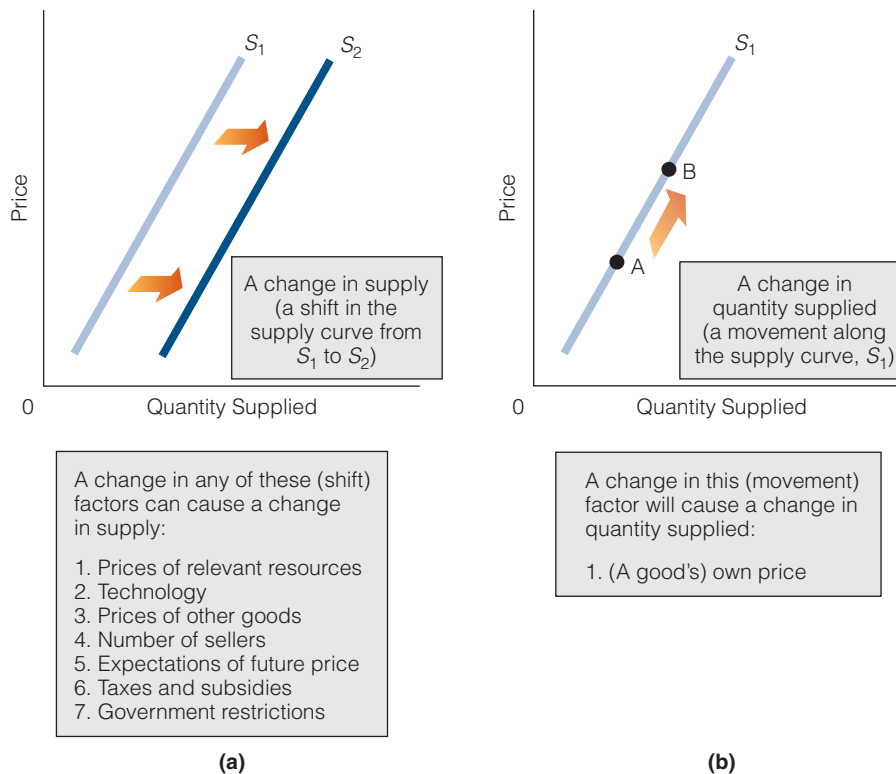 S1
S2
Price
A change in supply
(a shift in the
supply curve from
S1 to S2)
0
Quantity Supplied
A change in any of these (shift)
factors can cause a change
in supply:
1. Prices of relevant resources
2. Technology
3. Prices of other goods
4. Number of sellers
5. Expectations of future price
6. Taxes and subsidies
7. Government restrictions
(a)
S1
B
A
Price
A change in
quantity supplied
(a movement along
the supply curve, S1)
0
Quantity Supplied
A change in this (movement)
factor will cause a change in
quantity supplied:
1. (A good's) own price
(b)